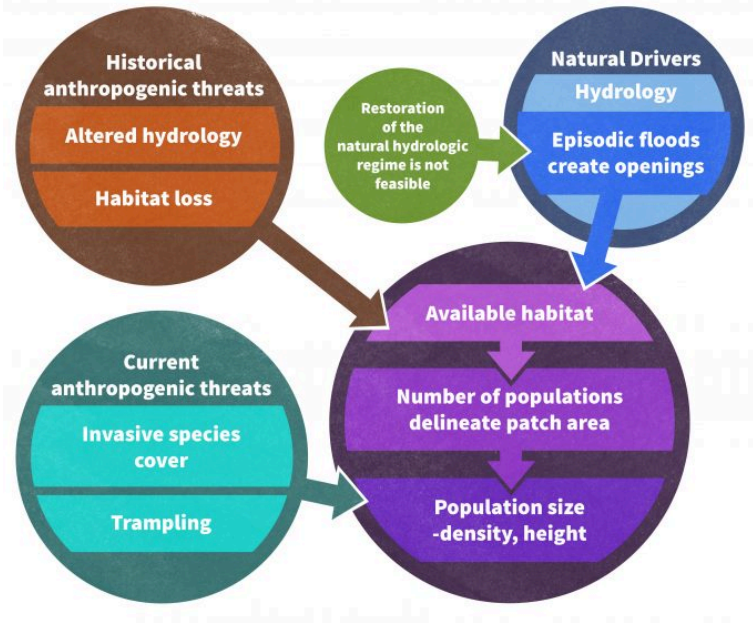 Historical
anthropogenic threats
Altered hydrology
Habitat loss
Restoration
of the
natural hydrologic
regime is not
feasible
Natural Drivers
Hydrology
Episodic floods
create openings
Available habitat
Number of populations
delineate patch area
Population size
-density, height
Current
anthropogenic threats
Invasive species
cover
Trampling